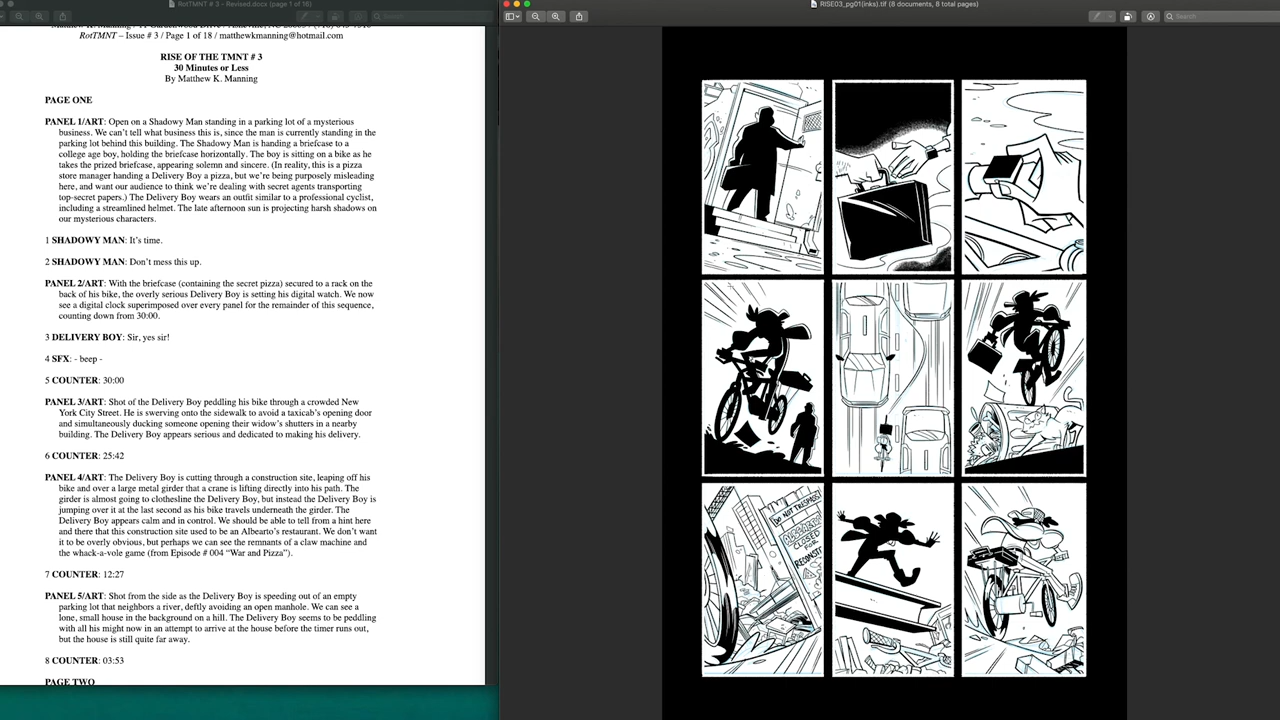 RotTMNT # 3 - Revised.docx (page 1 of 18)
Search
RotTMNT – Issue # 3 / Page 1 of 18 / matthewkmanning@hotmail.com
RISE OF THE TMNT # 3
30 Minutes or Less
By Matthew K. Manning
PAGE ONE
PANEL 1/ART: Open on a Shadowy Man standing in a parking lot of a mysterious
business. We can't tell what business this is, since the man is currently standing in the
parking lot behind this building. The Shadowy Man is handing a briefcase to a
college age boy, holding the briefcase horizontally. The boy is sitting on a bike as he
takes the prized briefcase, appearing solemn and sincere. (In reality, this is a pizza
store manager handing a Delivery Boy a pizza, but we're being purposely misleading
here, and want our audience to think we're dealing with secret agents transporting
top-secret papers.) The Delivery Boy wears an outfit similar to a professional cyclist,
including a streamlined helmet. The late afternoon sun is projecting harsh shadows on
our mysterious characters.
1 SHADOWY MAN: It's time.
2 SHADOWY MAN: Don't mess this up.
PANEL 2/ART: With the briefcase (containing the secret pizza) secured to a rack on the
back of his bike, the overly serious Delivery Boy is setting his digital watch. We now
see a digital clock superimposed over every panel for the remainder of this sequence,
counting down from 30:00.
3 DELIVERY BOY: Sir, yes sir!
4 SFX: - beep -
5 COUNTER: 30:00
PANEL 3/ART: Shot of the Delivery Boy peddling his bike through a crowded New
York City Street. He is swerving onto the sidewalk to avoid a taxicab's opening door
and simultaneously ducking someone opening their widow's shutters in a nearby
building. The Delivery Boy appears serious and dedicated to making his delivery.
6 COUNTER: 25:42
PANEL 4/ART: The Delivery Boy is cutting through a construction site, leaping off his
bike and over a large metal girder that a crane is lifting directly into his path. The
girder is almost going to clothesline the Delivery Boy, but instead the Delivery Boy is
jumping over it at the last second as his bike travels underneath the girder. The
Delivery Boy appears calm and in control. We should be able to tell from a hint here
and there that this construction site used to be an Albearto's restaurant. We don't want
it to be overly obvious, but perhaps we can see the remnants of a claw machine and
the whack-a-vole game (from Episode # 004 "War and Pizza").
7 COUNTER: 12:27
PANEL 5/ART: Shot from the side as the Delivery Boy is speeding out of an empty
parking lot that neighbors a river, deftly avoiding an open manhole. We can see a
lone, small house in the background on a hill. The Delivery Boy seems to be peddling
with all his might now in an attempt to arrive at the house before the timer runs out,
but the house is still quite far away.
8 COUNTER: 03:53
PAGE TWO
RISE03_pg01(inks).tif (8 documents, 8 total pages)
Search
DO NOT TRESPASS
CLOSED
FOR